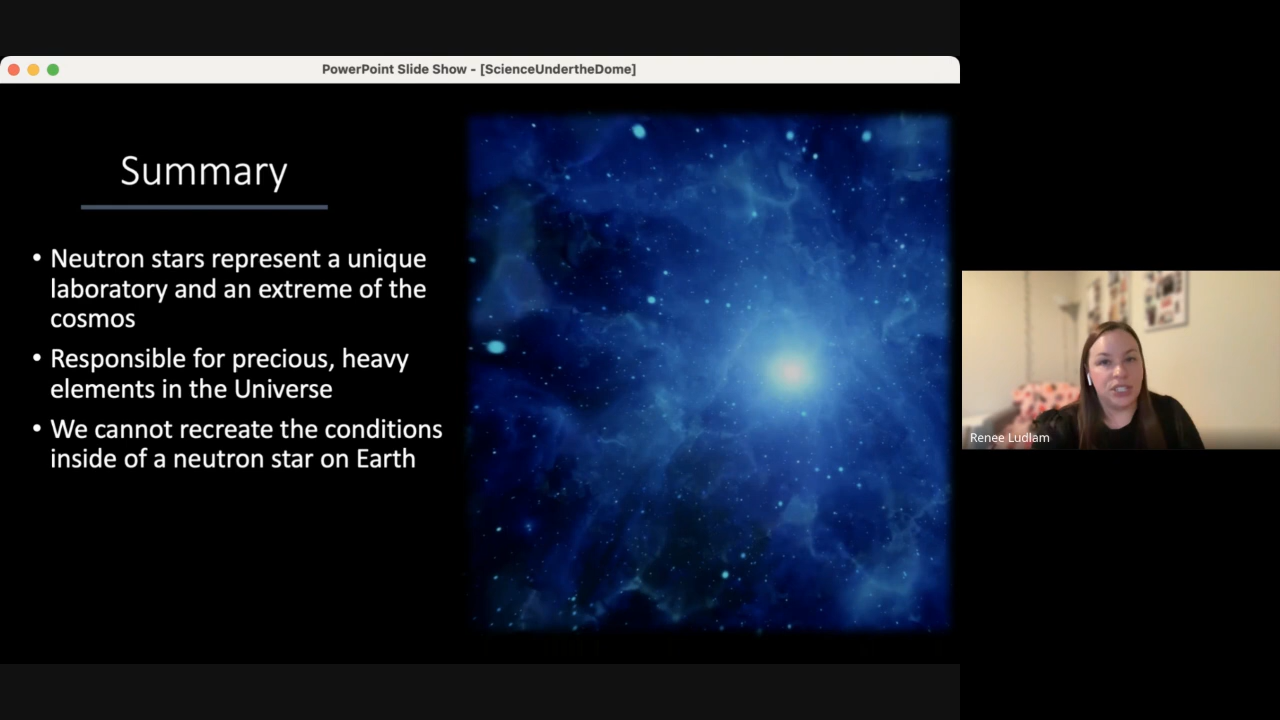 PowerPoint Slide Show - [ScienceUndertheDome]
Summary
• Neutron stars represent a unique
laboratory and an extreme of the
cosmos
• Responsible for precious, heavy
elements in the Universe
• We cannot recreate the conditions
inside of a neutron star on Earth
Renee Ludlam